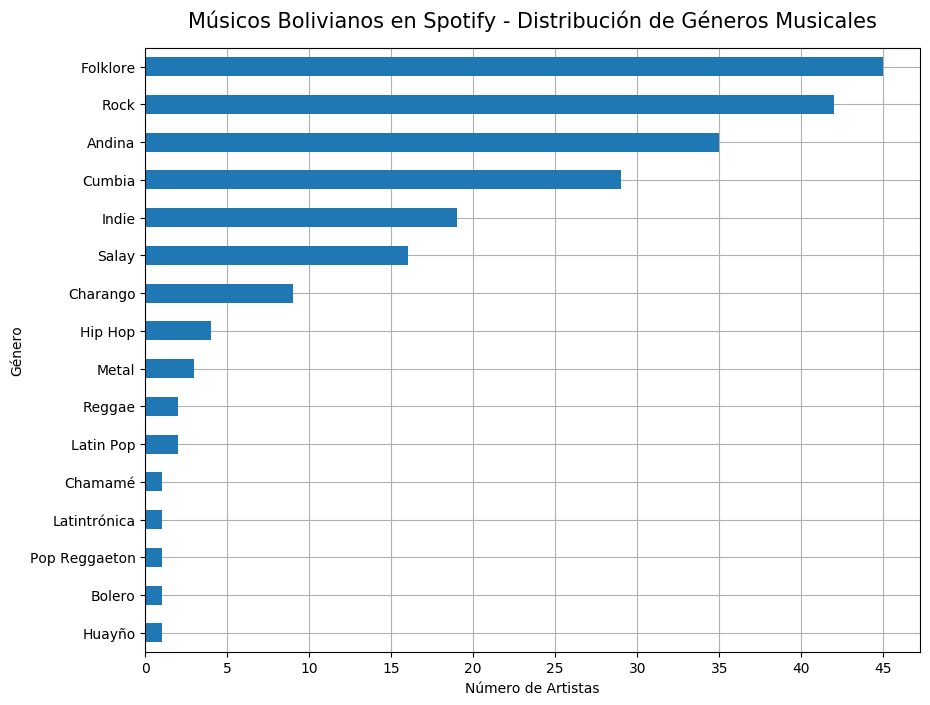 Músicos Bolivianos en Spotify - Distribución de Géneros Musicales
Género
Folklore
Rock
Andina
Cumbia
Indie
Salay
Charango
Hip Hop
Metal
Reggae
Latin Pop
Chamamé
Latintrónica
Pop Reggaeton
Bolero
Huayño
0 5 10 15 20 25 30 35 40 45
Número de Artistas